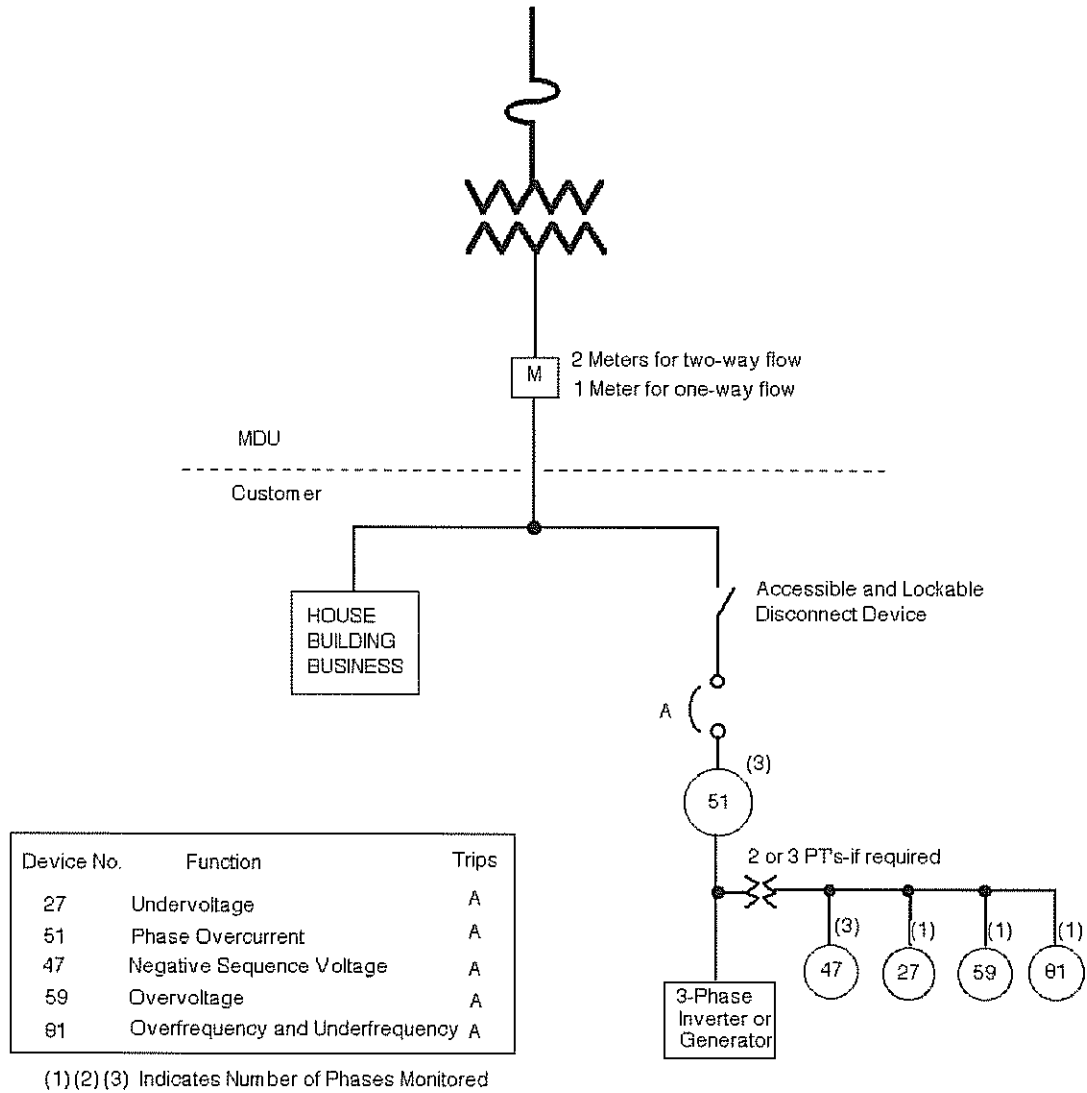 2 Meters for two-way flow
M
1 Meter for one-way flow
MDU
Customer
Accessible and Lockable
Disconnect Device
HOUSE
BUILDING
BUSINESS
A
(3)
51
2 or 3 PT's-if required
(3)
(1)
(1)
(1)
47
27
59
81
3-Phase
Inverter or
Generator
Device No. Function Trips
27 Undervoltage A
51 Phase Overcurrent A
47 Negative Sequence Voltage A
59 Overvoltage A
81 Overfrequency and Underfrequency A
(1)(2)(3) Indicates Number of Phases Monitored